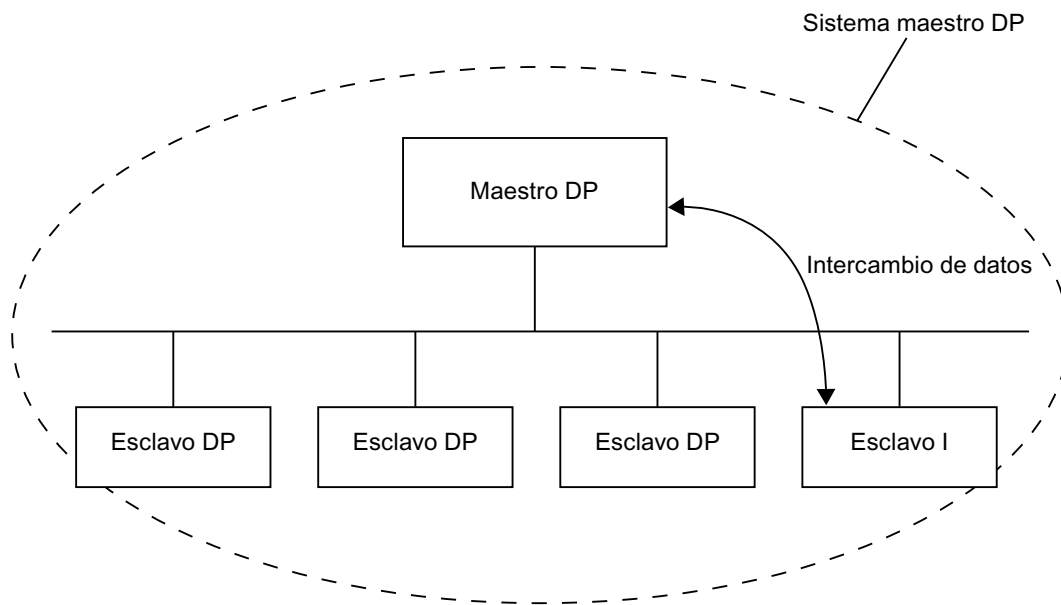 Sistema maestro DP
Maestro DP
Intercambio de datos
Esclavo DP
Esclavo DP
Esclavo DP
Esclavo I